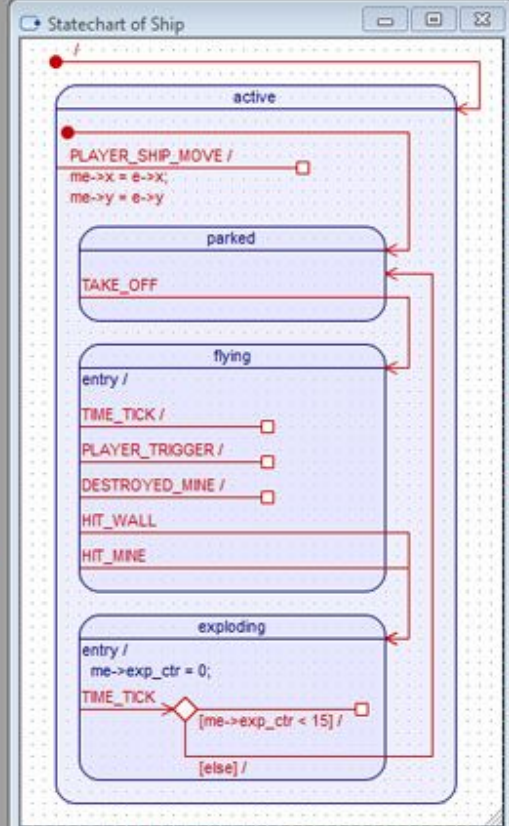 Statechart of Ship
/
active
PLAYER_SHIP_MOVE /
me->x = e->x;
me->y = e->y
parked
TAKE_OFF
flying
entry /
TIME_TICK /
PLAYER_TRIGGER /
DESTROYED_MINE /
HIT_WALL
HIT_MINE
exploding
entry /
me->exp_ctr = 0;
TIME_TICK
[me->exp_ctr < 15] /
[else] /